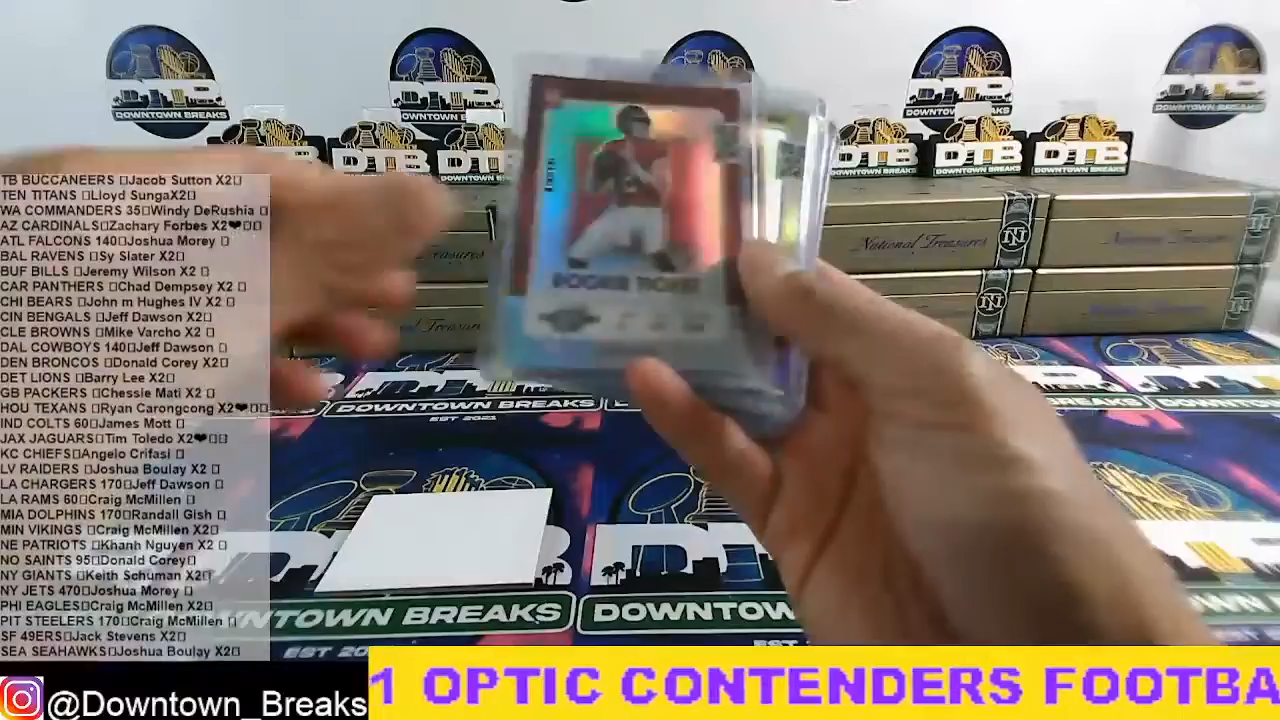 TB BUCCANEERS Jacob Sutton X2
TEN TITANS Lloyd SungaX2
WA COMMANDERS 35 Windy DeRushia
AZ CARDINALS Zachary Forbes X2❤
ATL FALCONS 140 Joshua Morey
BAL RAVENS Sy Slater X2
BUF BILLS Jeremy Wilson X2
CAR PANTHERS Chad Dempsey X2
CHI BEARS John m Hughes IV X2
CIN BENGALS Jeff Dawson X2
CLE BROWNS Mike Varcho X2
DAL COWBOYS 140 Jeff Dawson
DEN BRONCOS Donald Corey X2
DET LIONS Barry Lee X2
GB PACKERS Chessie Mati X2
HOU TEXANS Ryan Carongcong X2❤
IND COLTS 60 James Mott
JAX JAGUARS Tim Toledo X2❤
KC CHIEFS Angelo Crifasi
LV RAIDERS Joshua Boulay X2
LA CHARGERS 170 Jeff Dawson
LA RAMS 60 Craig McMillen
MIA DOLPHINS 170 Randall Gish
MIN VIKINGS Craig McMillen X2
NE PATRIOTS Khanh Nguyen X2
NO SAINTS 95 Donald Corey
NY GIANTS Keith Schuman X2
NY JETS 470 Joshua Morey
PHI EAGLES Craig McMillen X2
PIT STEELERS 170 Craig McMillen
SF 49ERS Jack Stevens X2
SEA SEAHAWKS Joshua Boulay X2
@Downtown_Breaks
1 OPTIC CONTENDERS FOOTBA
DTB
DOWNTOWN BREAKS
ROOKIE TICKET
National Treasures
National Treasures
National Treasures
NT
DOWNTOWN BREAKS
EST 2021
DOWNTOWN BREAKS
DOWNTOWN